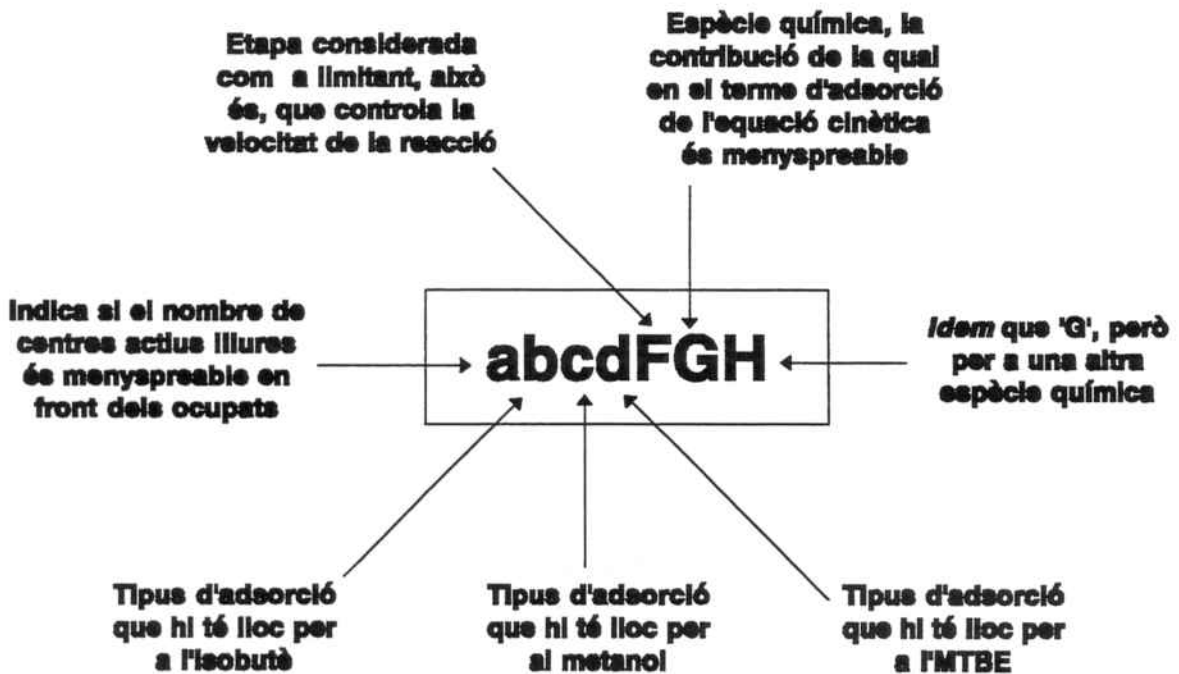 Etapa considerada
com a limitant, això
és, que controla la
velocitat de la reacció
Espècie química, la
contribució de la qual
en el terme d'adsorció
de l'equació cinètica
és menyspreable
Indica si el nombre de
centres actius lliures
és menyspreable en
front dels ocupats
abcdFGH
Idem que 'G', però
per a una altra
espècie química
Tipus d'adsorció
que hi té lloc per
a l'isobutè
Tipus d'adsorció
que hi té lloc per
al metanol
Tipus d'adsorció
que hi té lloc per
a l'MTBE